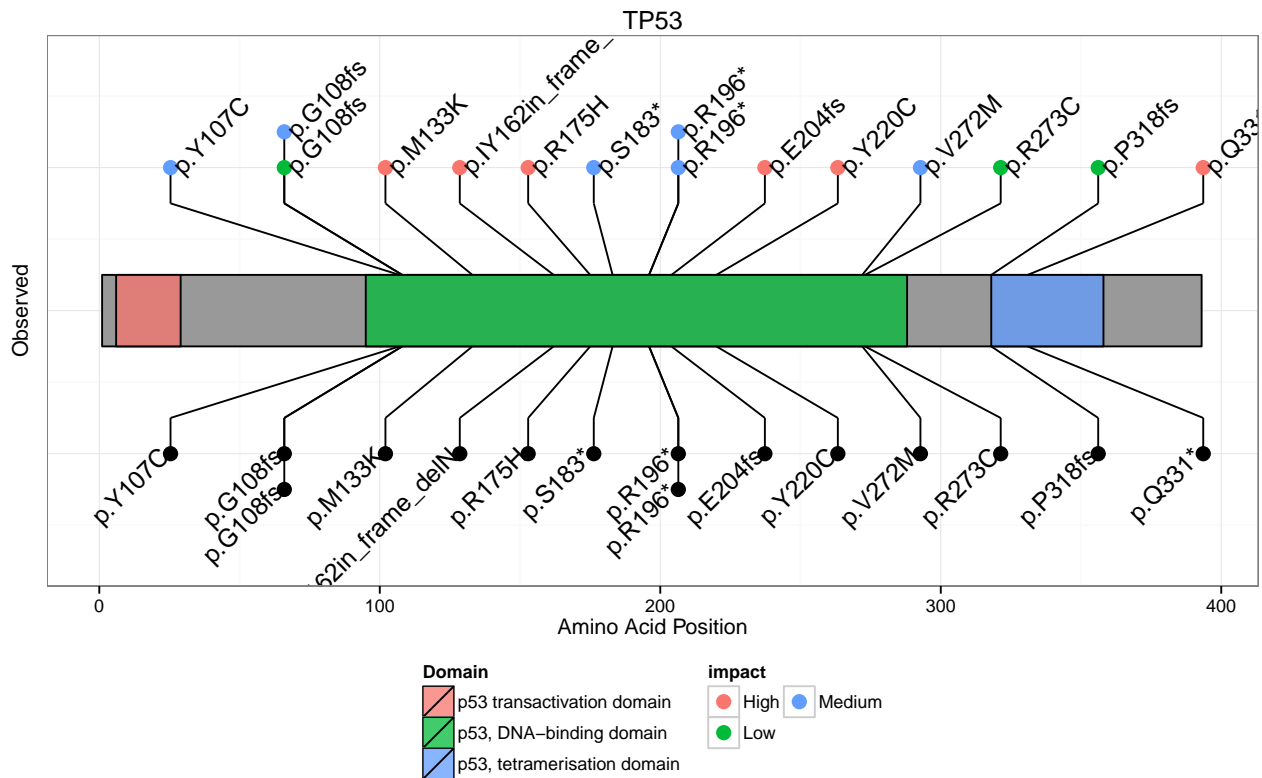 TP53
p.Y107C
p.G108fs
p.G108fs
p.M133K
p.IY162in_frame_
p.R175H
p.S183*
p.R196*
p.R196*
p.E204fs
p.Y220C
p.V272M
p.R273C
p.P318fs
p.Q33
Observed
p.Y107C
p.G108fs
p.G108fs
p.M133K
62in_frame_delN
p.R175H
p.S183*
p.R196*
p.R196*
p.E204fs
p.Y220C
p.V272M
p.R273C
p.P318fs
p.Q331*
0 100 200 300 400
Amino Acid Position
Domain
p53 transactivation domain
p53, DNA−binding domain
p53, tetramerisation domain
impact
High Medium
Low